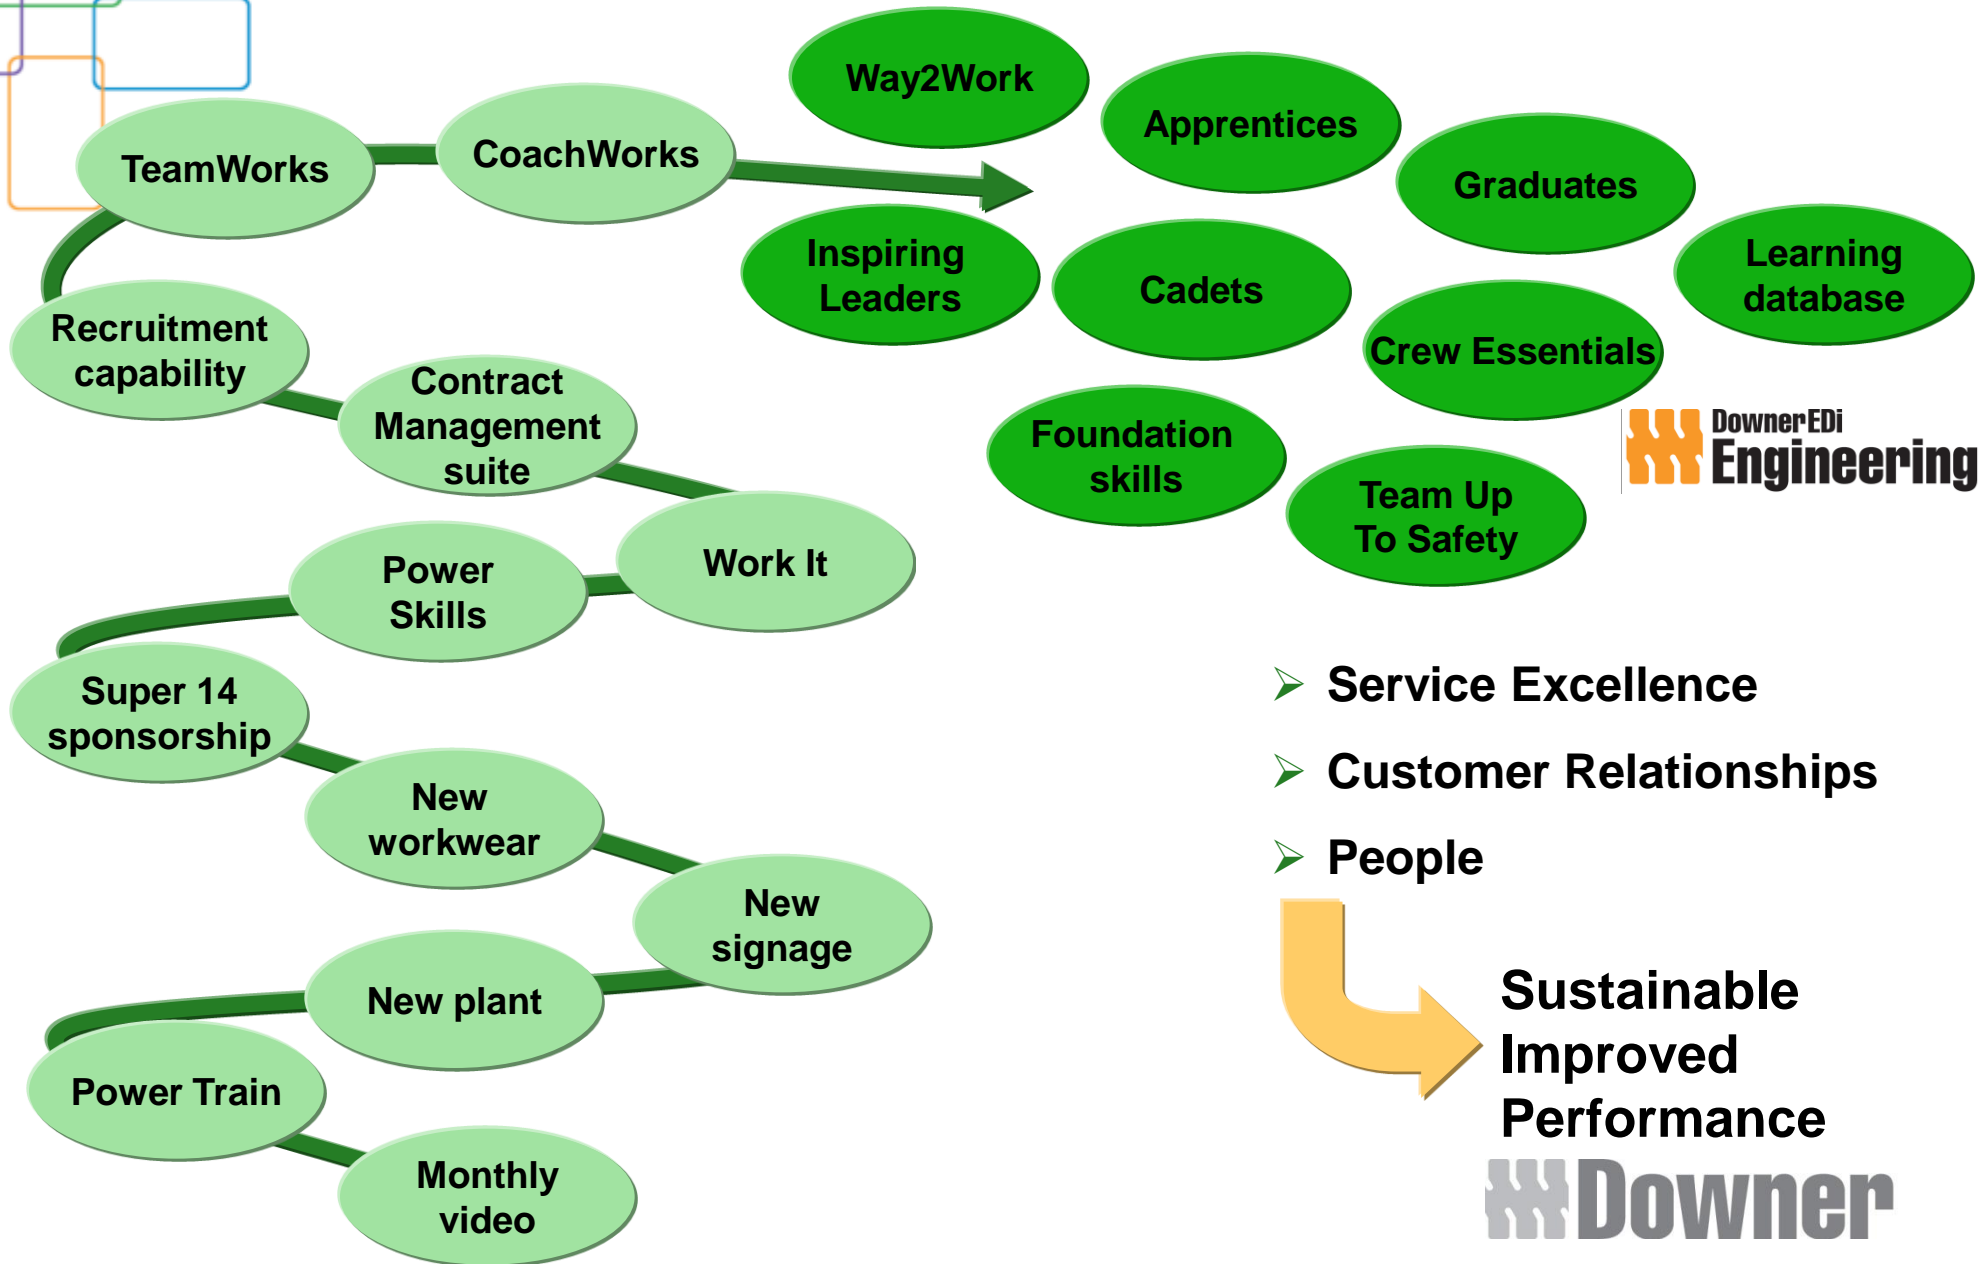 Way2Work
Apprentices
TeamWorks
CoachWorks
Graduates
Inspiring
Leaders
Cadets
Learning
database
Recruitment
capability
Crew Essentials
Contract
Management
suite
Foundation
skills
Team Up
To Safety
DownerEDi
Engineering
Power
Skills
Work It
Super 14
sponsorship
New
workwear
New
signage
New plant
Power Train
Monthly
video
Service Excellence
Customer Relationships
People
Sustainable
Improved
Performance
Downer